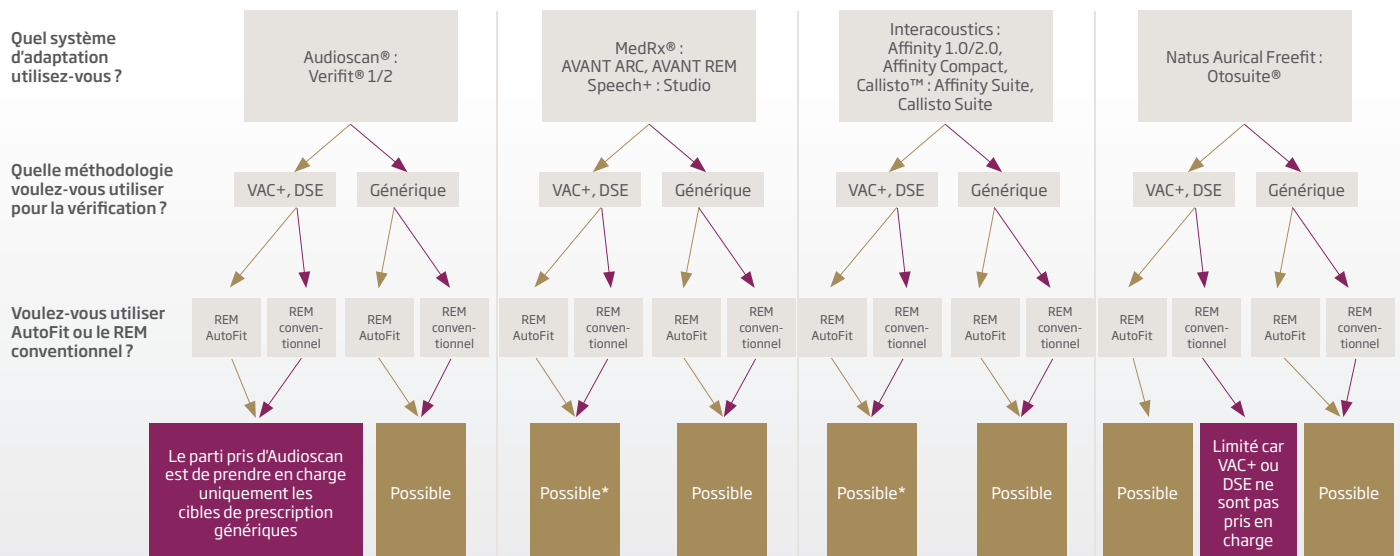 Quel système
d'adaptation
utilisez-vous ?
Audioscan® :
Verifit® 1/2
MedRx® :
AVANT ARC, AVANT REM
Speech+ : Studio
Interacoustics :
Affinity 1.0/2.0,
Affinity Compact,
Callisto™ : Affinity Suite,
Callisto Suite
Natus Aurical Freefit :
Otosuite®
Quelle méthodologie
voulez-vous utiliser
pour la vérification ?
VAC+, DSE
Générique
VAC+, DSE
Générique
VAC+, DSE
Générique
VAC+, DSE
Générique
Voulez-vous utiliser
AutoFit ou le REM
conventionnel ?
REM
AutoFit
REM
conven-
tionnel
REM
AutoFit
REM
conven-
tionnel
REM
AutoFit
REM
conven-
tionnel
REM
AutoFit
REM
conven-
tionnel
REM
AutoFit
REM
conven-
tionnel
REM
AutoFit
REM
conven-
tionnel
REM
AutoFit
REM
conven-
tionnel
REM
AutoFit
REM
conven-
tionnel
Le parti pris d'Audioscan
est de prendre en charge
uniquement les
cibles de prescription
génériques
Possible
Possible*
Possible
Possible*
Possible
Possible
Limité car
VAC+ ou
DSE ne
sont pas
pris en
charge
Possible